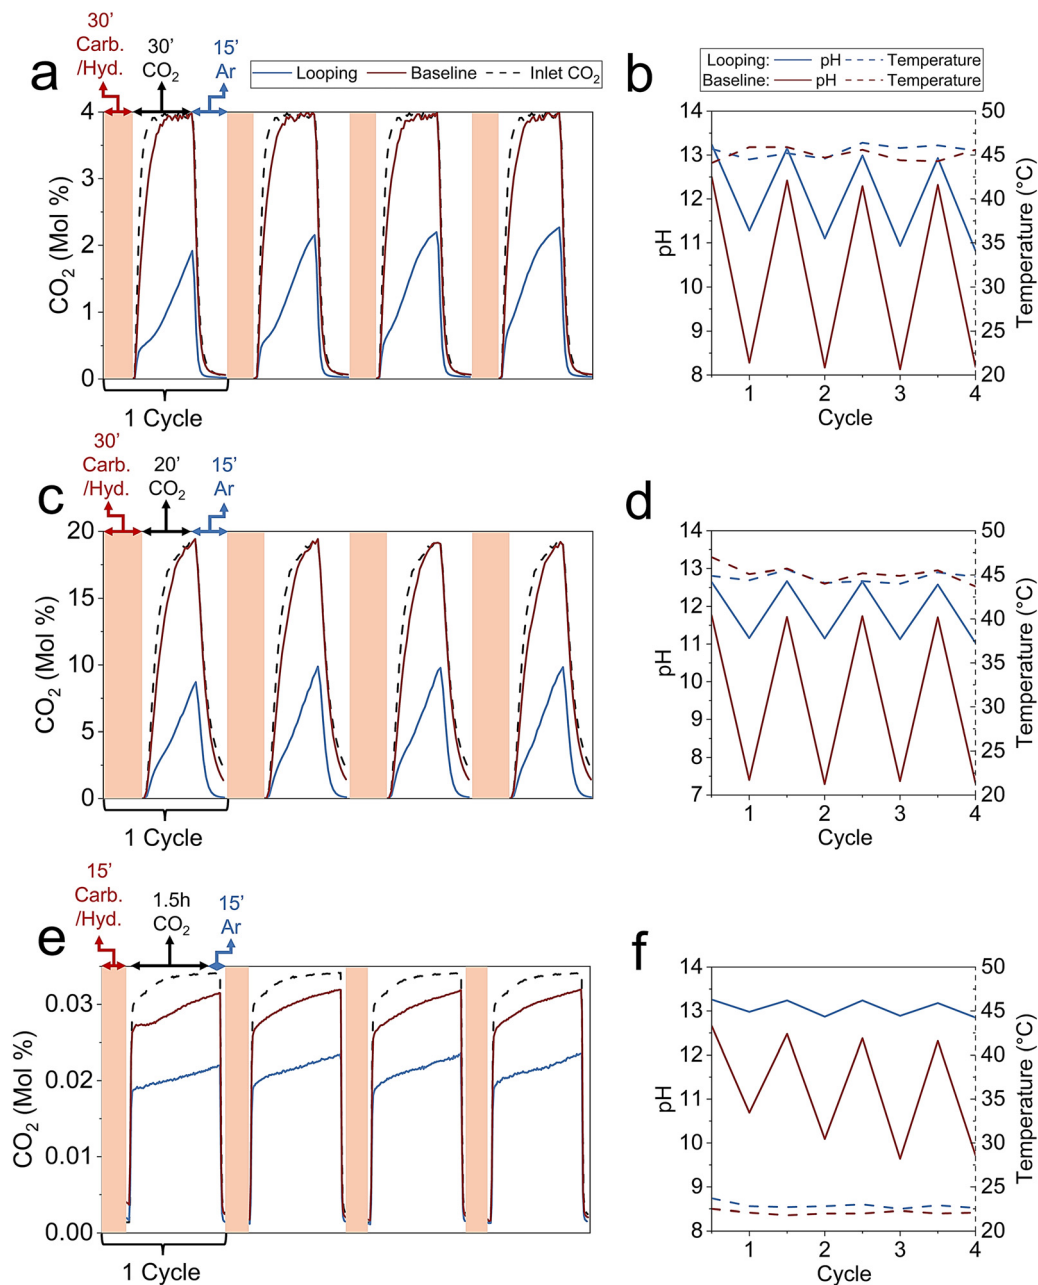 30’
Carb.
/Hyd.
30’
CO2
15’
Ar
a
Looping Baseline Inlet CO2
CO2 (Mol %)
4
3
2
1
0
1 Cycle
b
Looping: pH Temperature
Baseline: pH Temperature
pH
14
13
12
11
10
9
8
50
45
40
35
30
25
20
Temperature (°C)
1 2 3 4
Cycle
30’
Carb.
/Hyd.
20’
CO2
15’
Ar
c
CO2 (Mol %)
20
15
10
5
0
1 Cycle
d
pH
14
13
12
11
10
9
8
7
50
45
40
35
30
25
20
Temperature (°C)
1 2 3 4
Cycle
15’
Carb.
/Hyd.
1.5h
CO2
15’
Ar
e
CO2 (Mol %)
0.03
0.02
0.01
0.00
1 Cycle
f
pH
14
13
12
11
10
9
8
50
45
40
35
30
25
20
Temperature (°C)
1 2 3 4
Cycle